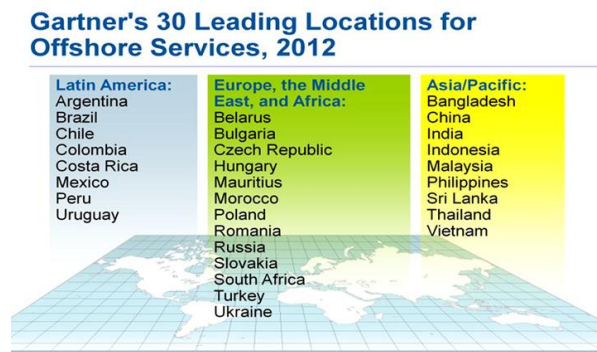 Gartner's 30 Leading Locations for
Offshore Services, 2012
Latin America:
Argentina
Brazil
Chile
Colombia
Costa Rica
Mexico
Peru
Uruguay
Europe, the Middle
East, and Africa:
Belarus
Bulgaria
Czech Republic
Hungary
Mauritius
Morocco
Poland
Romania
Russia
Slovakia
South Africa
Turkey
Ukraine
Asia/Pacific:
Bangladesh
China
India
Indonesia
Malaysia
Philippines
Sri Lanka
Thailand
Vietnam